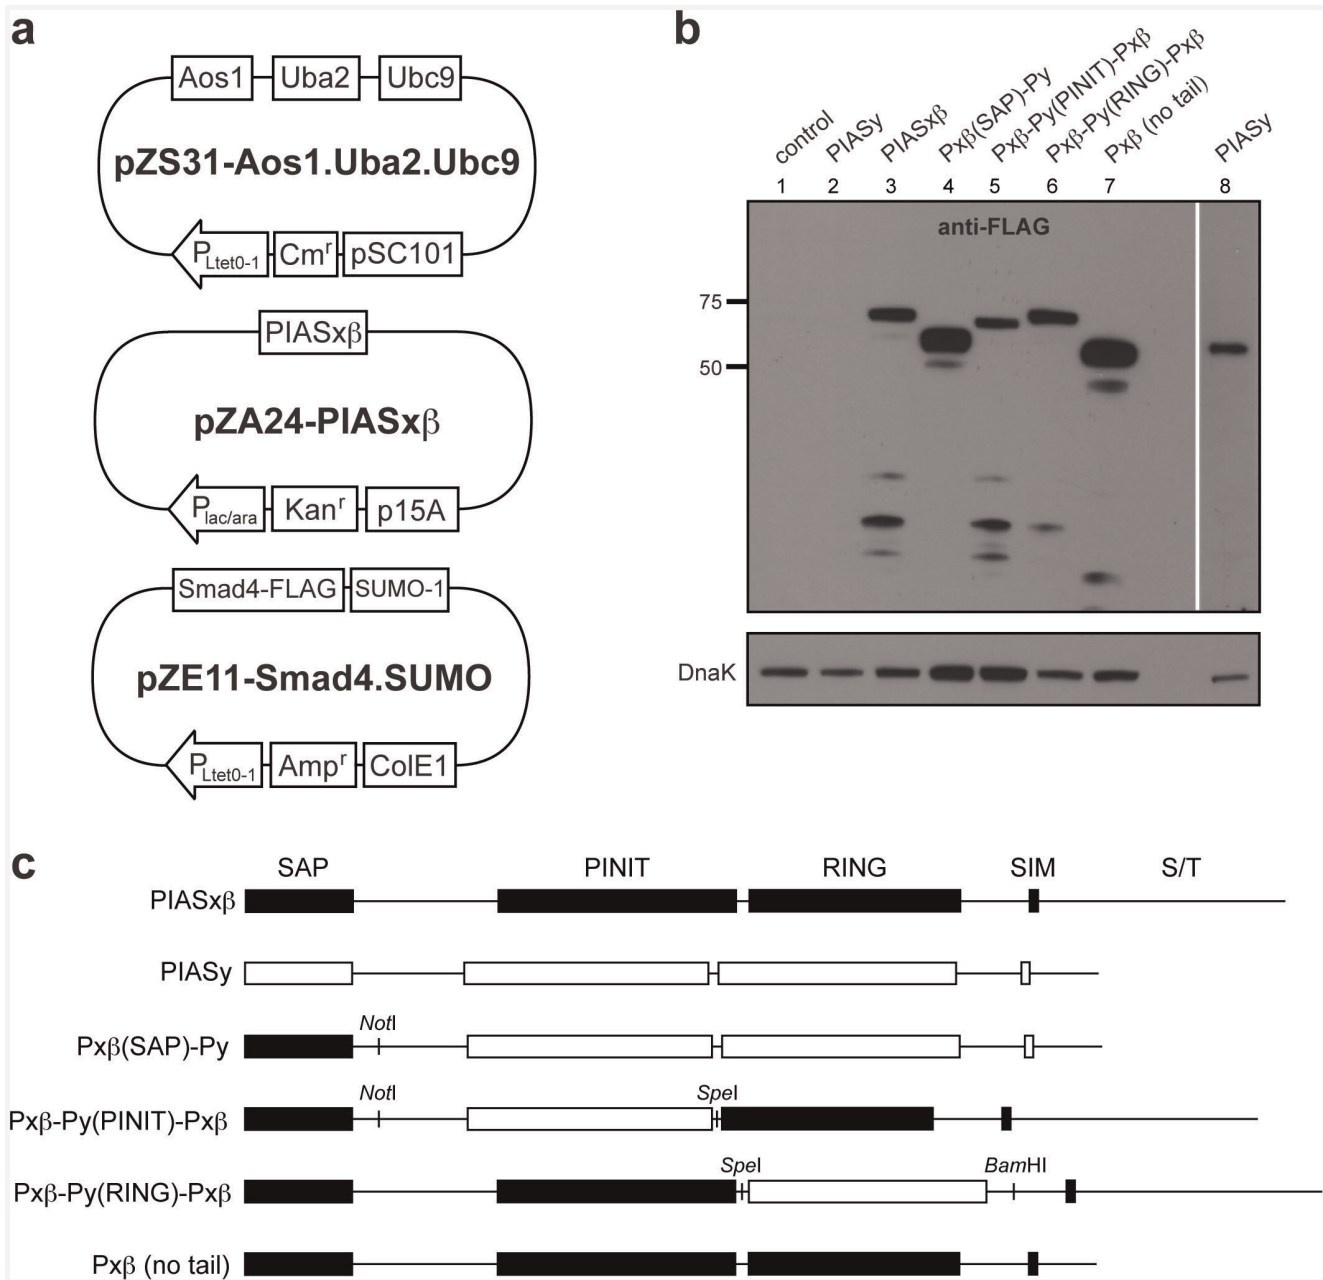 a
Aos1 Uba2 Ubc9
pZS31-Aos1.Uba2.Ubc9
PLtet0-1 Cmr pSC101
PIASxβ
pZA24-PIASxβ
Plac/ara Kanr p15A
Smad4-FLAG SUMO-1
pZE11-Smad4.SUMO
PLtet0-1 Ampr ColE1
b
control PIASy PIASxβ Pxβ(SAP)-Py Pxβ-Py(PINIT)-Pxβ Pxβ-Py(RING)-Pxβ Pxβ (no tail) PIASy
1 2 3 4 5 6 7 8
anti-FLAG
75
50
DnaK
c
SAP PINIT RING SIM S/T
PIASxβ
PIASy
NotI
Pxβ(SAP)-Py
NotI SpeI
Pxβ-Py(PINIT)-Pxβ
SpeI BamHI
Pxβ-Py(RING)-Pxβ
Pxβ (no tail)